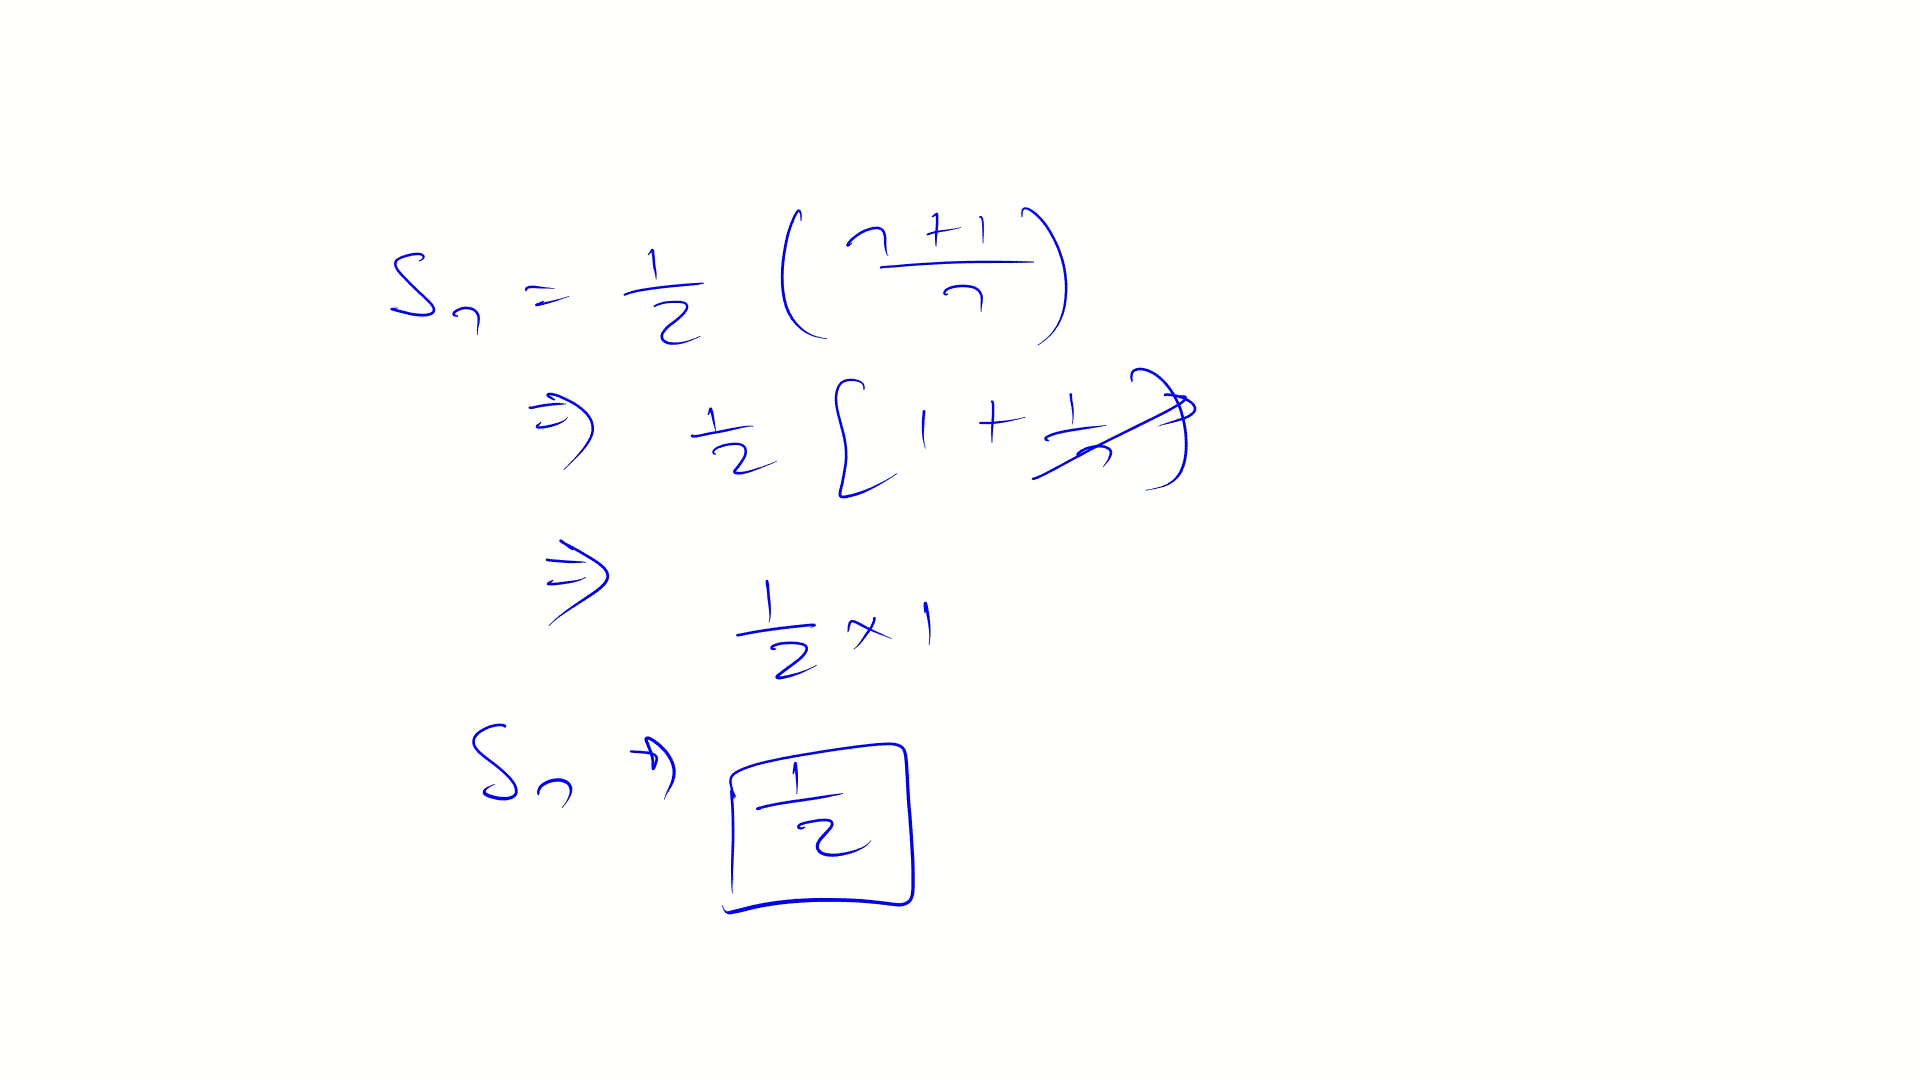 Sn = 1/2 (n+1/n)
⇒ 1/2 [1 + 1/n]
⇒ 1/2 × 1
Sn ⇒ 1/2